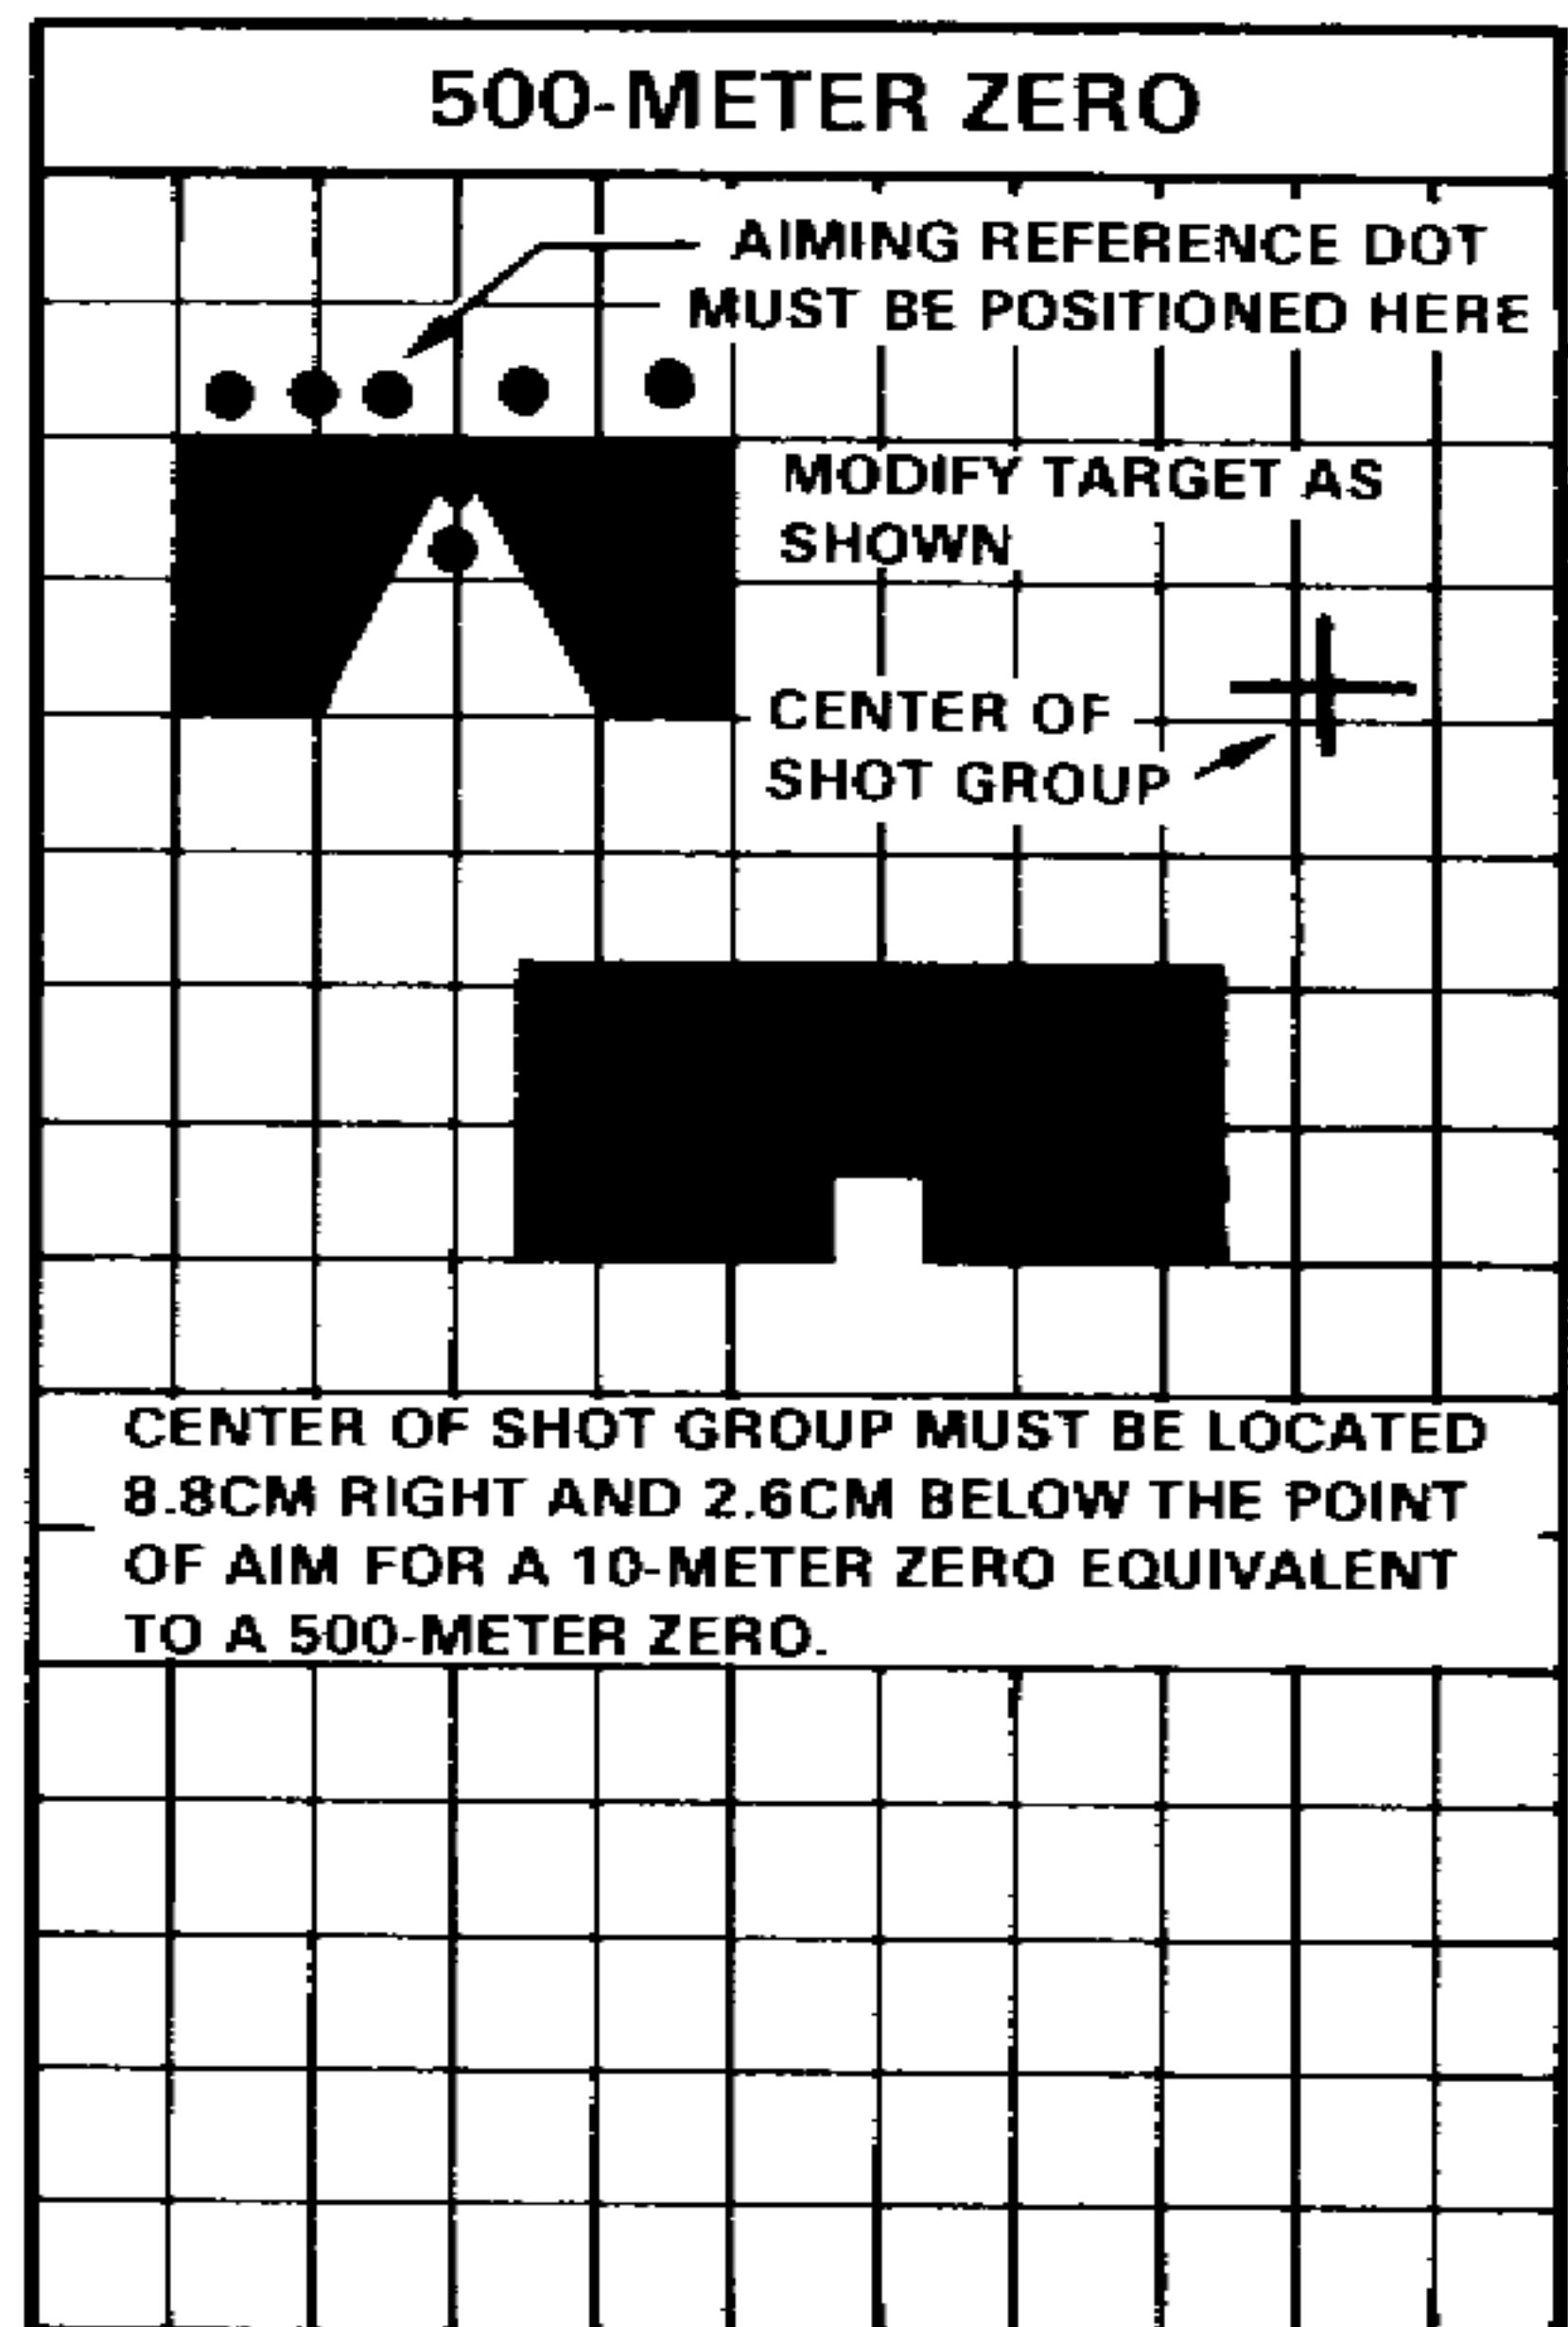 500-METER ZERO
AIMING REFERENCE DOT
MUST BE POSITIONED HERE
MODIFY TARGET AS
SHOWN
CENTER OF
SHOT GROUP
CENTER OF SHOT GROUP MUST BE LOCATED
8.8CM RIGHT AND 2.6CM BELOW THE POINT
OF AIM FOR A 10-METER ZERO EQUIVALENT
TO A 500-METER ZERO.